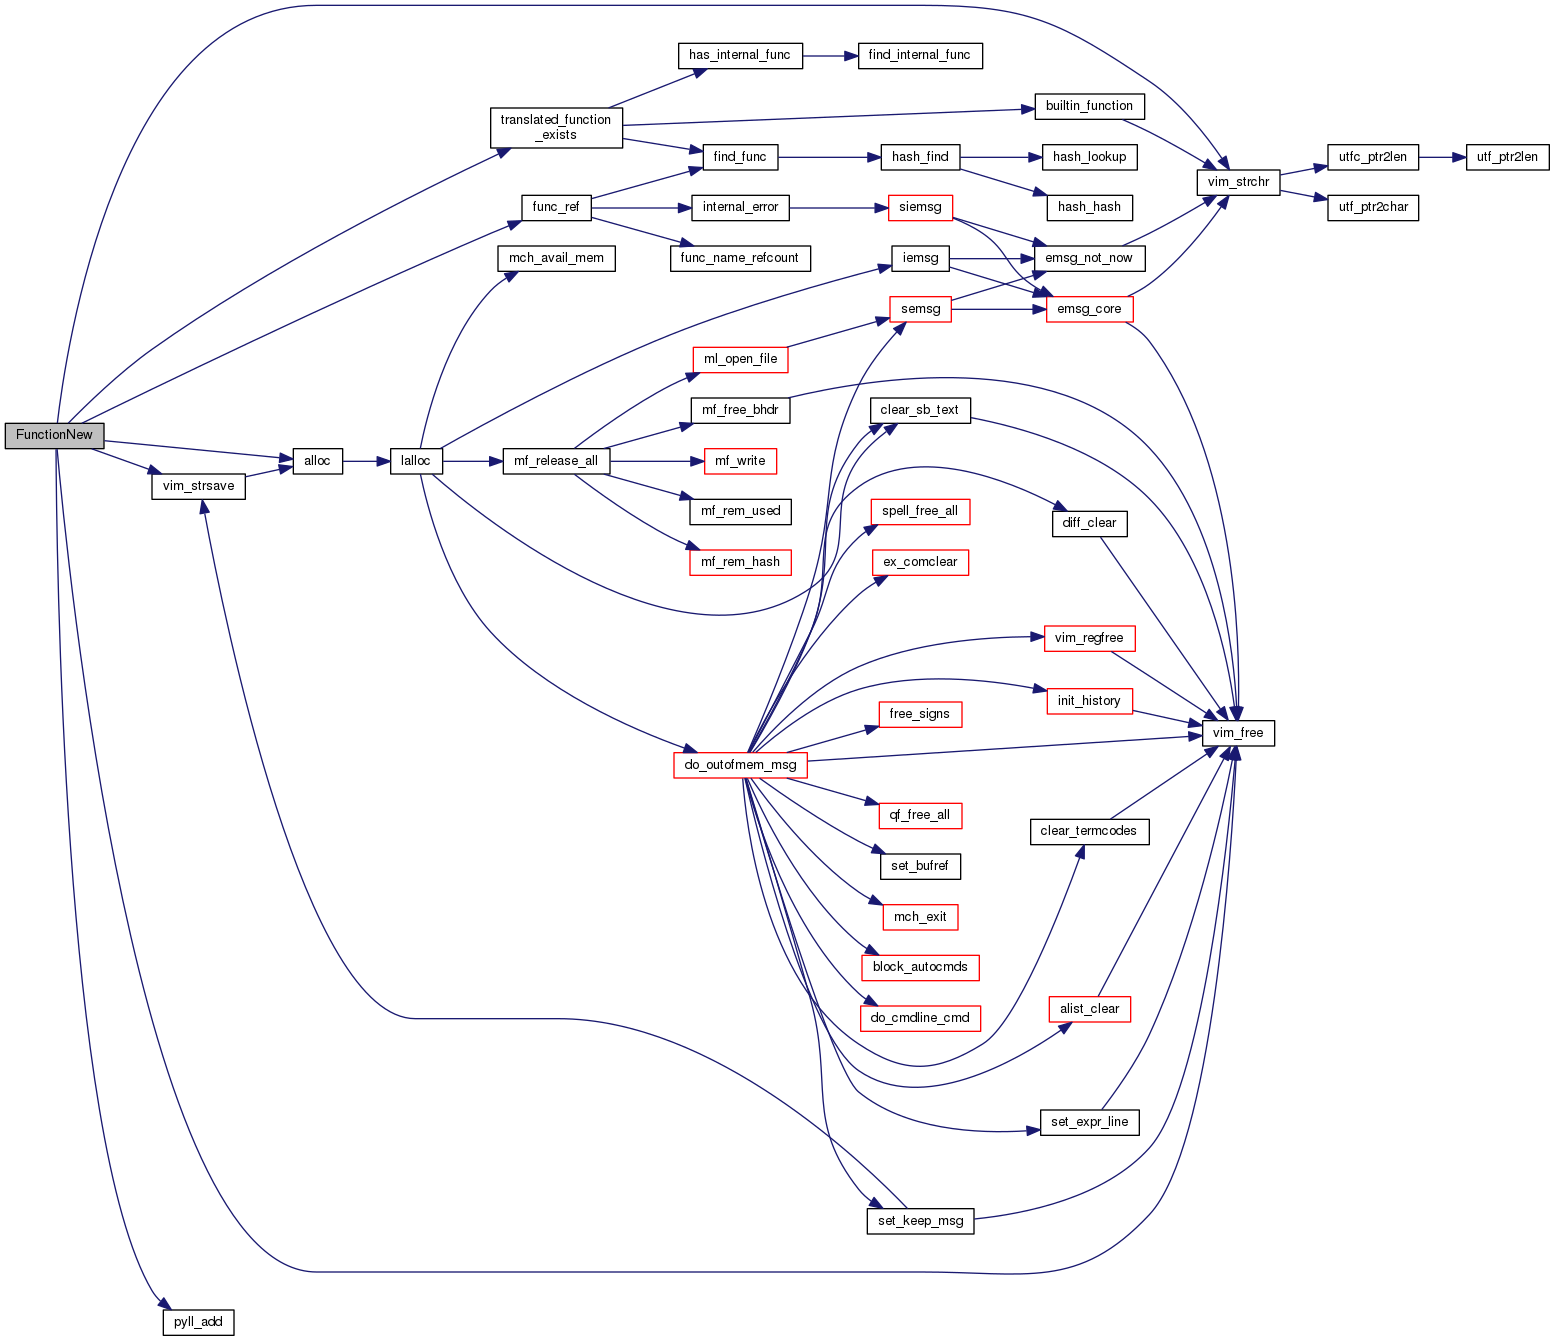 has_internal_func
find_internal_func
builtin_function
translated_function
_exists
find_func
hash_find
hash_lookup
utfc_ptr2len
utf_ptr2len
vim_strchr
func_ref
internal_error
siemsg
hash_hash
utf_ptr2char
mch_avail_mem
func_name_refcount
iemsg
emsg_not_now
semsg
emsg_core
ml_open_file
mf_free_bhdr
clear_sb_text
FunctionNew
alloc
lalloc
mf_release_all
mf_write
vim_strsave
mf_rem_used
spell_free_all
diff_clear
mf_rem_hash
ex_comclear
vim_regfree
init_history
free_signs
vim_free
do_outofmem_msg
qf_free_all
clear_termcodes
set_bufref
mch_exit
block_autocmds
alist_clear
do_cmdline_cmd
set_expr_line
set_keep_msg
pyll_add